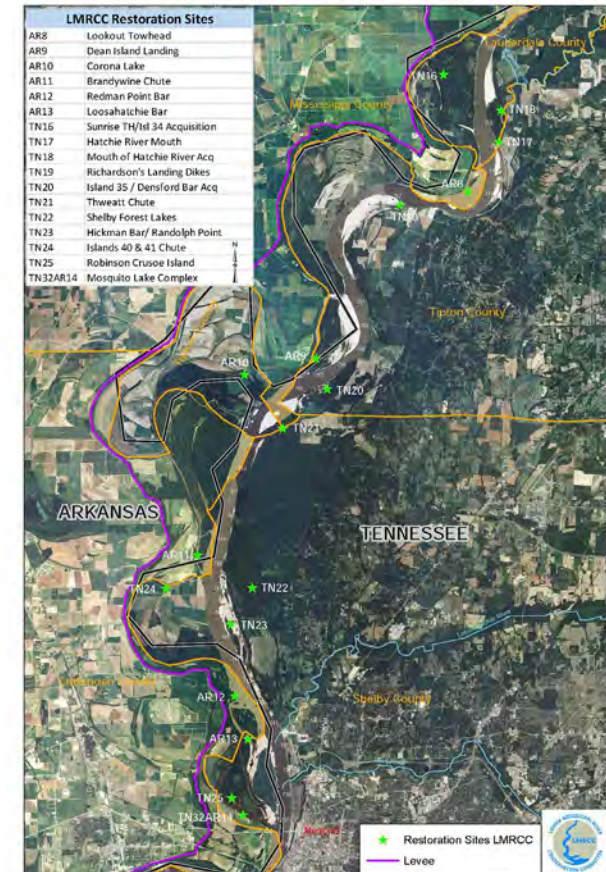 LMRCC Restoration Sites
AR8 Lookout Towhead
AR9 Dean Island Landing
AR10 Corona Lake
AR11 Brandywine Chute
AR12 Redman Point Bar
AR13 Loosahatchie Bar
TN16 Sunrise TH/Isl 34 Acquisition
TN17 Hatchie River Mouth
TN18 Mouth of Hatchie River Acq
TN19 Richardson's Landing Dikes
TN20 Island 35 / Densford Bar Acq
TN21 Thweatt Chute
TN22 Shelby Forest Lakes
TN23 Hickman Bar/ Randolph Point
TN24 Islands 40 & 41 Chute
TN25 Robinson Crusoe Island
TN32AR14 Mosquito Lake Complex
N
Lauderdale County
TN16
Mississippi County
TN18
TN17
AR8
TN19
Tipton County
AR9
AR10
TN20
TN21
ARKANSAS
TENNESSEE
AR11
TN24
TN22
TN23
Crittenden County
AR12
Shelby County
AR13
TN25
TN32AR14
Memphis
Restoration Sites LMRCC
Levee
LMRCC